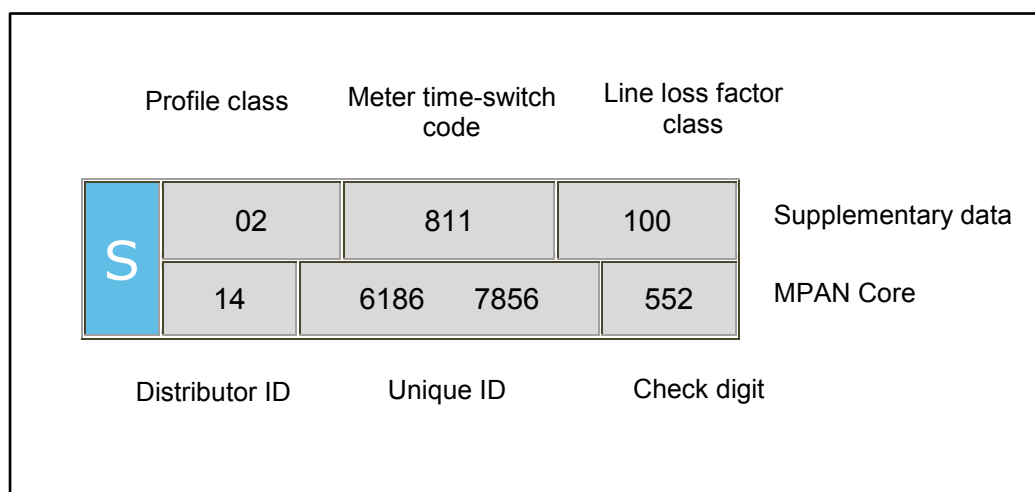 Profile class
Meter time-switch
code
Line loss factor
class
S
02 811 100
Supplementary data
14 6186 7856 552
MPAN Core
Distributor ID Unique ID Check digit